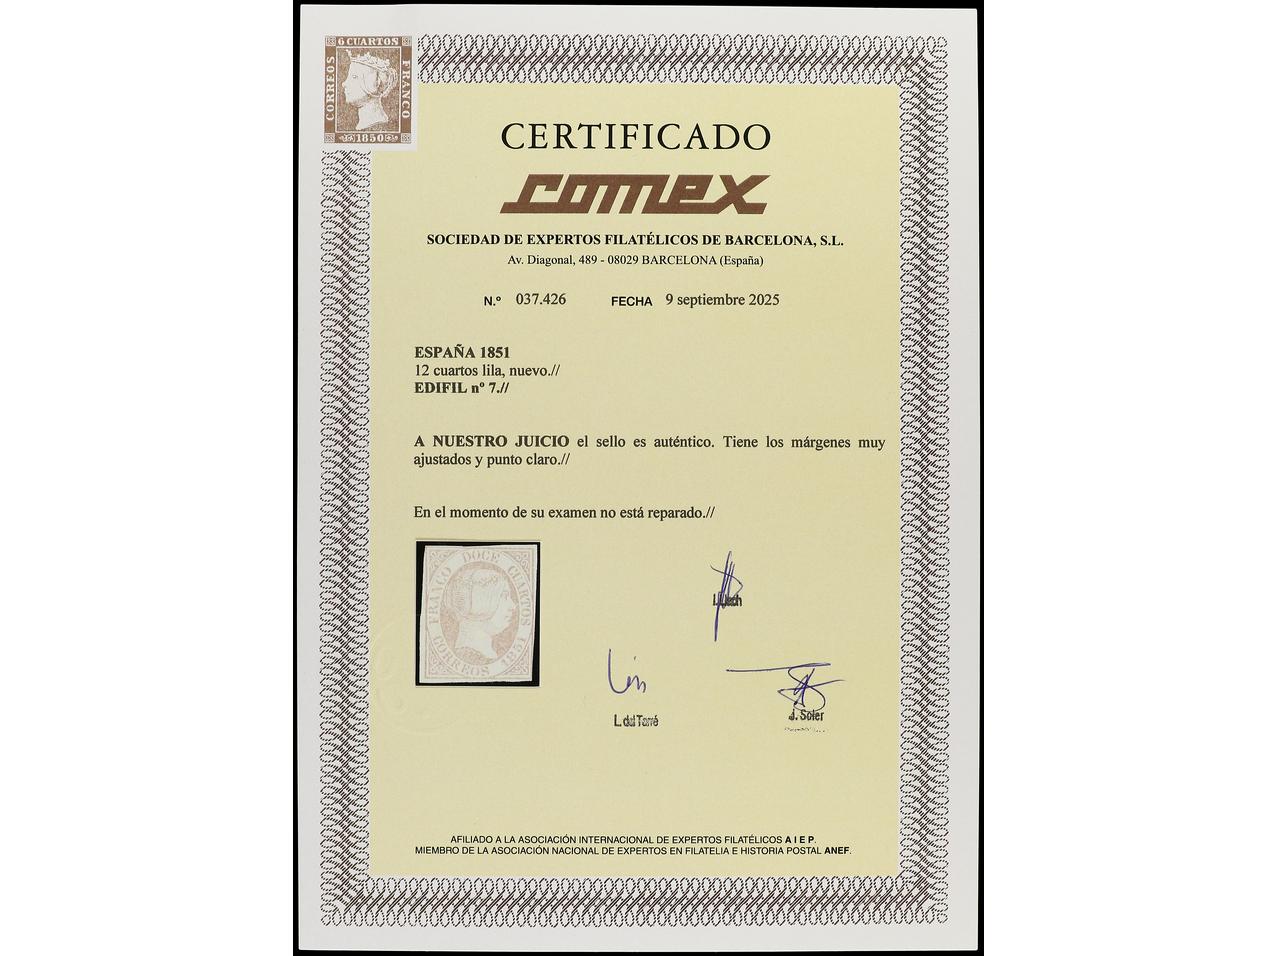 6 CUARTOS
CORREOS
FRANCO
1850
CERTIFICADO
comex
SOCIEDAD DE EXPERTOS FILATÉLICOS DE BARCELONA, S.L.
Av. Diagonal, 489 - 08029 BARCELONA (España)
N.º 037.426 FECHA 9 septiembre 2025
ESPAÑA 1851
12 cuartos lila, nuevo.//
EDIFIL nº 7.//
A NUESTRO JUICIO el sello es auténtico. Tiene los márgenes muy
ajustados y punto claro.//
En el momento de su examen no está reparado.//
FRANCO DOCE CUARTOS
CORREOS 1851
L. del Torré
J. Soler
AFILIADO A LA ASOCIACIÓN INTERNACIONAL DE EXPERTOS FILATÉLICOS A I E P.
MIEMBRO DE LA ASOCIACIÓN NACIONAL DE EXPERTOS EN FILATELIA E HISTORIA POSTAL ANEF.